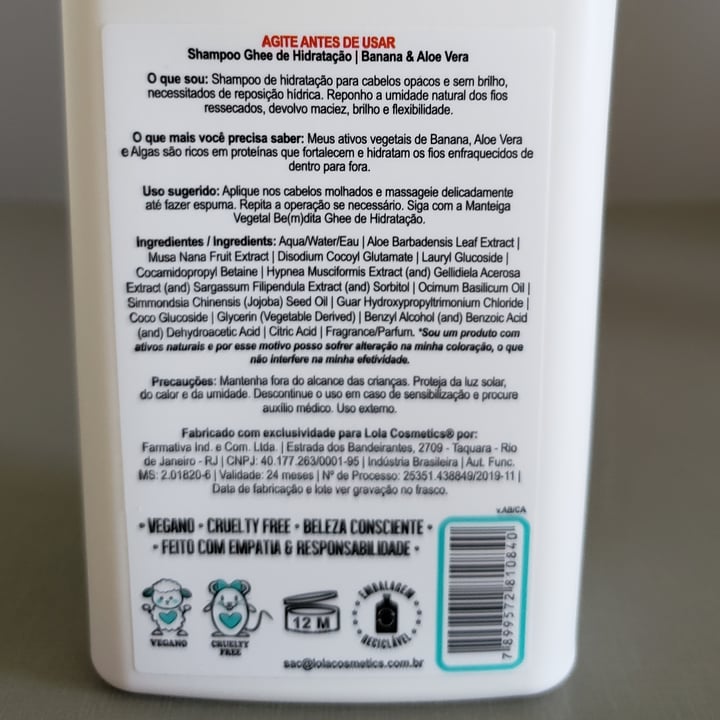 AGITE ANTES DE USAR
Shampoo Ghee de Hidratação | Banana & Aloe Vera
O que sou: Shampoo de hidratação para cabelos opacos e sem brilho,
necessitados de reposição hídrica. Reponho a umidade natural dos fios
ressecados, devolvo maciez, brilho e flexibilidade.
O que mais você precisa saber: Meus ativos vegetais de Banana, Aloe Vera
e Algas são ricos em proteínas que fortalecem e hidratam os fios enfraquecidos de
dentro para fora.
Uso sugerido: Aplique nos cabelos molhados e massageie delicadamente
até fazer espuma. Repita a operação se necessário. Siga com a Manteiga
Vegetal Be(m)dita Ghee de Hidratação.
Ingredientes / Ingredients: Aqua/Water/Eau | Aloe Barbadensis Leaf Extract |
Musa Nana Fruit Extract | Disodium Cocoyl Glutamate | Lauryl Glucoside |
Cocamidopropyl Betaine | Hypnea Musciformis Extract (and) Gellidiela Acerosa
Extract (and) Sargassum Filipendula Extract (and) Sorbitol | Ocimum Basilicum Oil |
Simmondsia Chinensis (Jojoba) Seed Oil | Guar Hydroxypropyltrimonium Chloride |
Coco Glucoside | Glycerin (Vegetable Derived) | Benzyl Alcohol (and) Benzoic Acid
(and) Dehydroacetic Acid | Citric Acid | Fragrance/Parfum. *Sou um produto com
ativos naturais e por esse motivo posso sofrer alteração na minha coloração, o que
não interfere na minha efetividade.
Precauções: Mantenha fora do alcance das crianças. Proteja da luz solar,
do calor e da umidade. Descontinue o uso em caso de sensibilização e procure
auxílio médico. Uso externo.
Fabricado com exclusividade para Lola Cosmetics® por:
Farmativa Ind. e Com. Ltda. | Estrada dos Bandeirantes, 2709 - Taquara - Rio
de Janeiro - RJ | CNPJ: 40.177.263/0001-95 | Indústria Brasileira | Aut. Func.
MS: 2.01820-6 | Validade: 24 meses | N° de Processo: 25351.438849/2019-11 |
Data de fabricação e lote ver gravação no frasco.
v.AB/CA
• VEGANO • CRUELTY FREE • BELEZA CONSCIENTE •
• FEITO COM EMPATIA & RESPONSABILIDADE •
VEGANO
CRUELTY
FREE
12 M
EMBALAGEM
RECICLÁVEL
sac@lolacosmetics.com.br
7 899572 810840